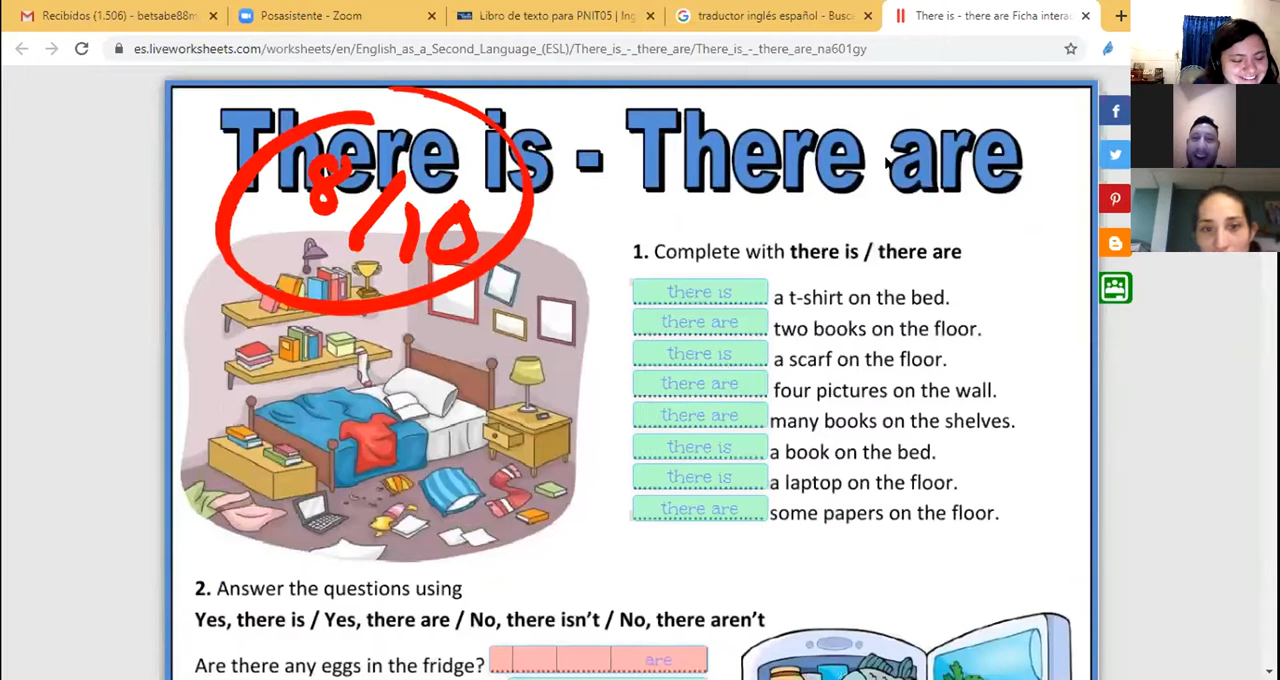 Recibidos (1.506) - betsabe88m
Posasistente - Zoom
Libro de texto para PNIT05 | Ing
traductor inglés español - Busc
There is - there are Ficha intera
es.liveworksheets.com/worksheets/en/English_as_a_Second_Language_(ESL)/There_is_-_there_are/There_is_-_there_are_na601gy
There is - There are
8/10
1. Complete with there is / there are
there is a t-shirt on the bed.
there are two books on the floor.
there is a scarf on the floor.
there are four pictures on the wall.
there are many books on the shelves.
there is a book on the bed.
there is a laptop on the floor.
there are some papers on the floor.
2. Answer the questions using
Yes, there is / Yes, there are / No, there isn't / No, there aren't
Are there any eggs in the fridge? are